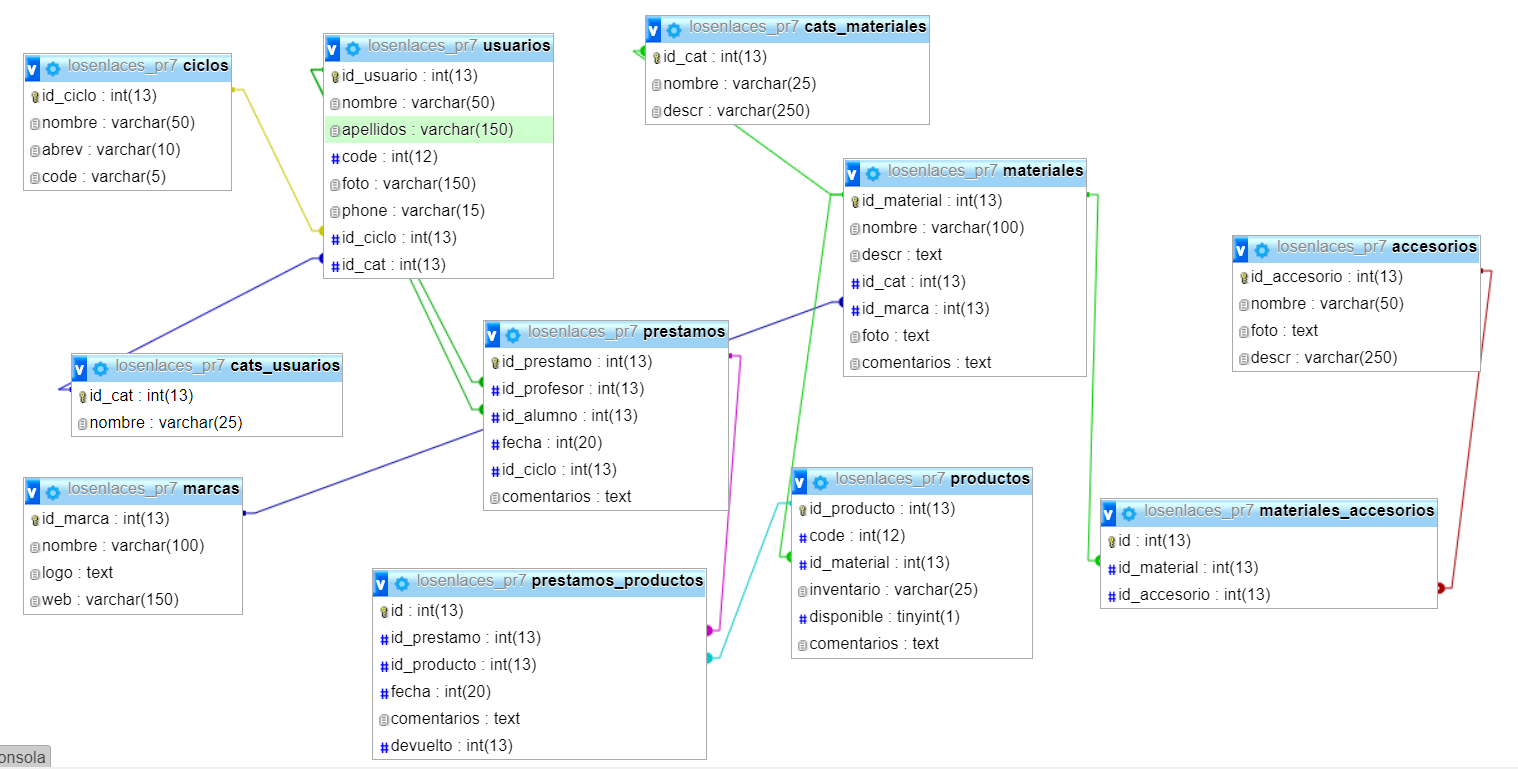 losenlaces_pr7 ciclos
id_ciclo : int(13)
nombre : varchar(50)
abrev : varchar(10)
code : varchar(5)
losenlaces_pr7 usuarios
id_usuario : int(13)
nombre : varchar(50)
apellidos : varchar(150)
code : int(12)
foto : varchar(150)
phone : varchar(15)
id_ciclo : int(13)
id_cat : int(13)
losenlaces_pr7 cats_materiales
id_cat : int(13)
nombre : varchar(25)
descr : varchar(250)
losenlaces_pr7 materiales
id_material : int(13)
nombre : varchar(100)
descr : text
id_cat : int(13)
id_marca : int(13)
foto : text
comentarios : text
losenlaces_pr7 accesorios
id_accesorio : int(13)
nombre : varchar(50)
foto : text
descr : varchar(250)
losenlaces_pr7 cats_usuarios
id_cat : int(13)
nombre : varchar(25)
losenlaces_pr7 prestamos
id_prestamo : int(13)
id_profesor : int(13)
id_alumno : int(13)
fecha : int(20)
id_ciclo : int(13)
comentarios : text
losenlaces_pr7 marcas
id_marca : int(13)
nombre : varchar(100)
logo : text
web : varchar(150)
losenlaces_pr7 prestamos_productos
id : int(13)
id_prestamo : int(13)
id_producto : int(13)
fecha : int(20)
comentarios : text
devuelto : int(13)
losenlaces_pr7 productos
id_producto : int(13)
code : int(12)
id_material : int(13)
inventario : varchar(25)
disponible : tinyint(1)
comentarios : text
losenlaces_pr7 materiales_accesorios
id : int(13)
id_material : int(13)
id_accesorio : int(13)
onsola